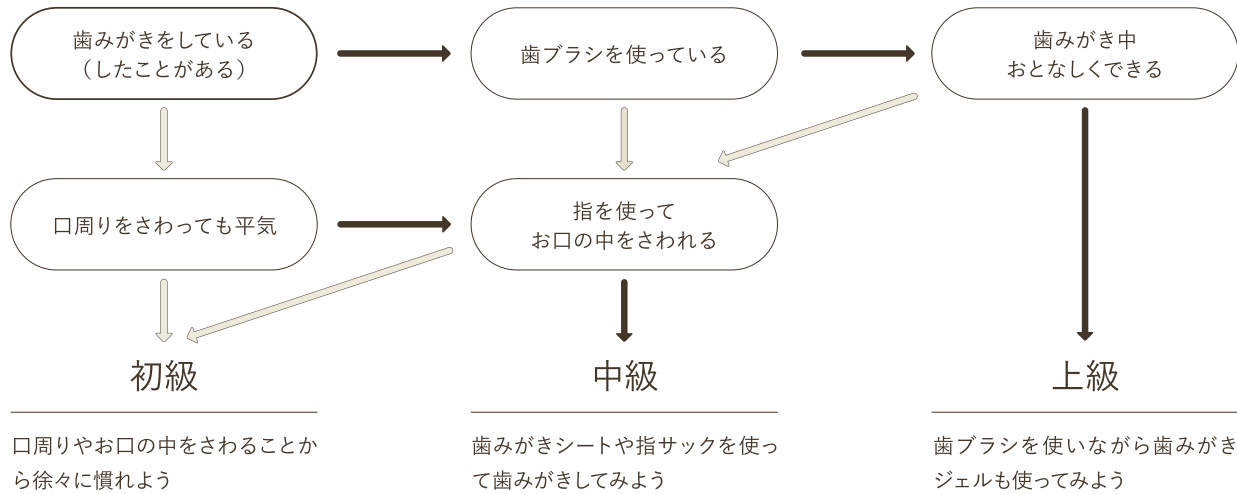 歯みがきをしている
（したことがある）
歯ブラシを使っている
歯みがき中
おとなしくできる
口周りをさわっても平気
指を使って
お口の中をさわれる
初級
口周りやお口の中をさわることか
ら徐々に慣れよう
中級
歯みがきシートや指サックを使っ
て歯みがきしてみよう
上級
歯ブラシを使いながら歯みがき
ジェルも使ってみよう